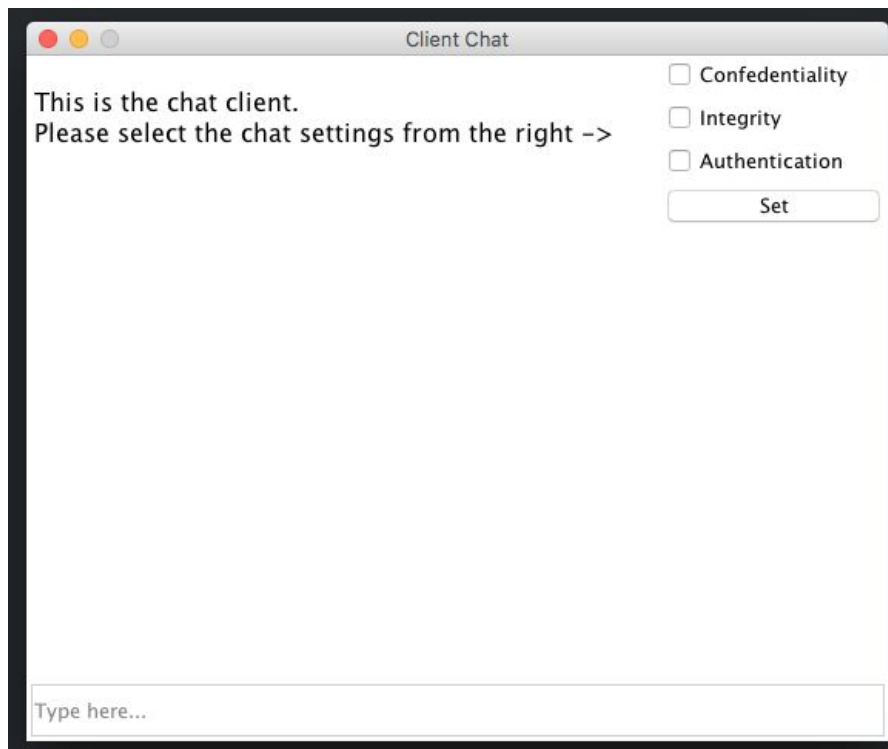 Client Chat
This is the chat client.
Please select the chat settings from the right ->
Confedentiality
Integrity
Authentication
Set
Type here...